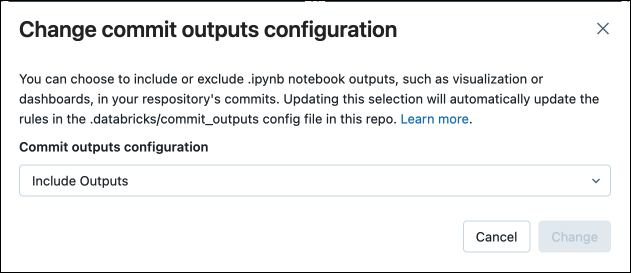 Change commit outputs configuration
You can choose to include or exclude .ipynb notebook outputs, such as visualization or
dashboards, in your respository's commits. Updating this selection will automatically update the
rules in the .databricks/commit_outputs config file in this repo. Learn more.
Commit outputs configuration
Include Outputs
Cancel
Change